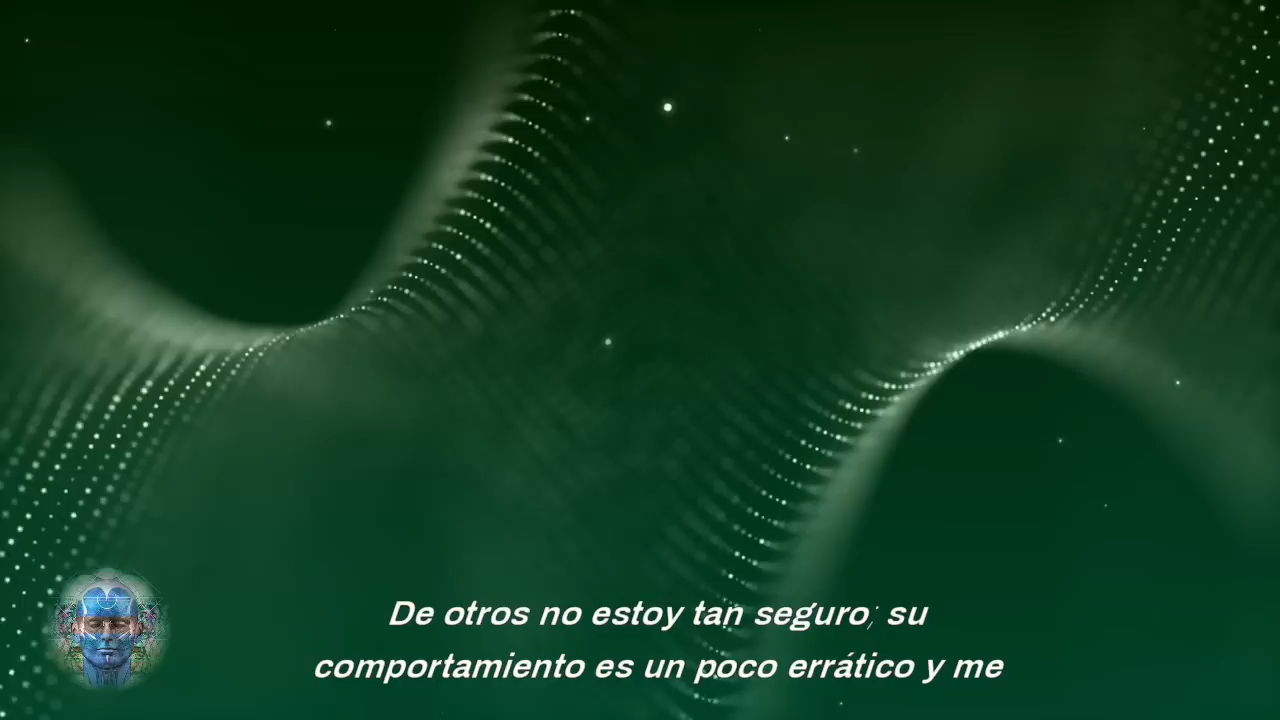 De otros no estoy tan seguro; su
comportamiento es un poco errático y me